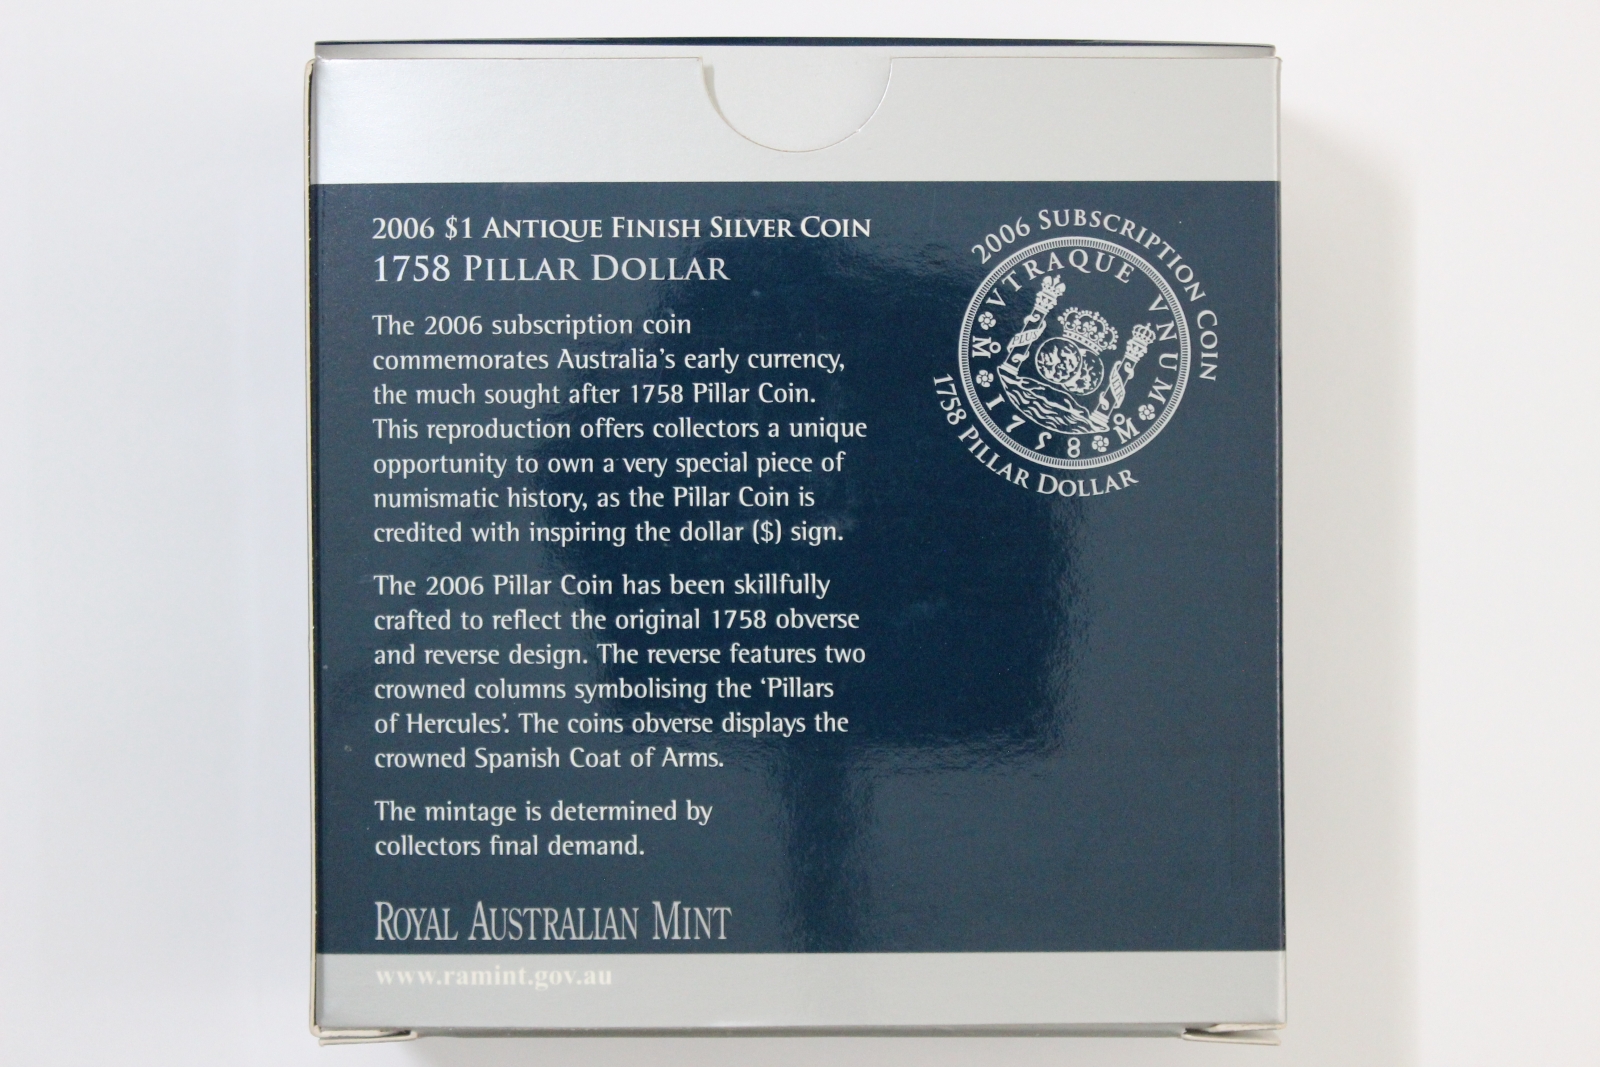 2006 $1 ANTIQUE FINISH SILVER COIN
1758 PILLAR DOLLAR
The 2006 subscription coin
commemorates Australia's early currency,
the much sought after 1758 Pillar Coin.
This reproduction offers collectors a unique
opportunity to own a very special piece of
numismatic history, as the Pillar Coin is
credited with inspiring the dollar ($) sign.
The 2006 Pillar Coin has been skillfully
crafted to reflect the original 1758 obverse
and reverse design. The reverse features two
crowned columns symbolising the 'Pillars
of Hercules'. The coins obverse displays the
crowned Spanish Coat of Arms.
The mintage is determined by
collectors final demand.
ROYAL AUSTRALIAN MINT
www.ramint.gov.au
2006 SUBSCRIPTION COIN
VTRAQUE VNUM
M 1758 M
PLUS
1758 PILLAR DOLLAR